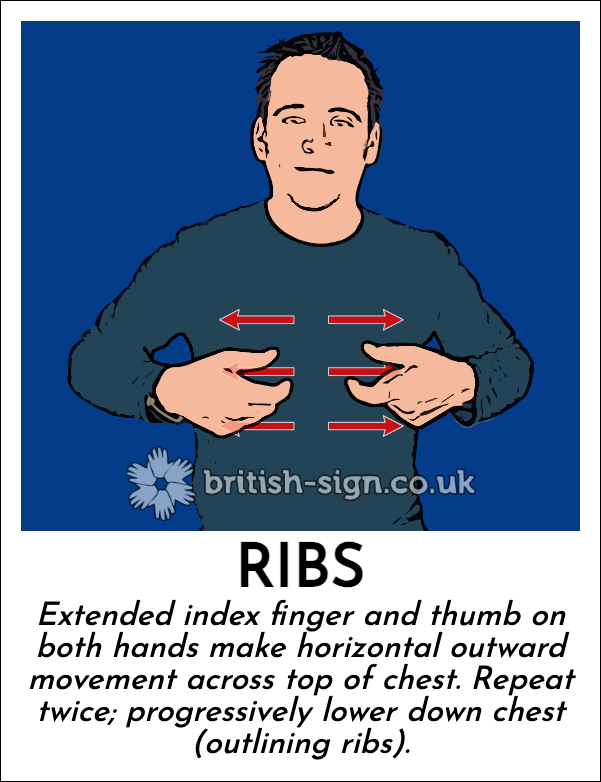 british-sign.co.uk
RIBS
Extended index finger and thumb on
both hands make horizontal outward
movement across top of chest. Repeat
twice; progressively lower down chest
(outlining ribs).